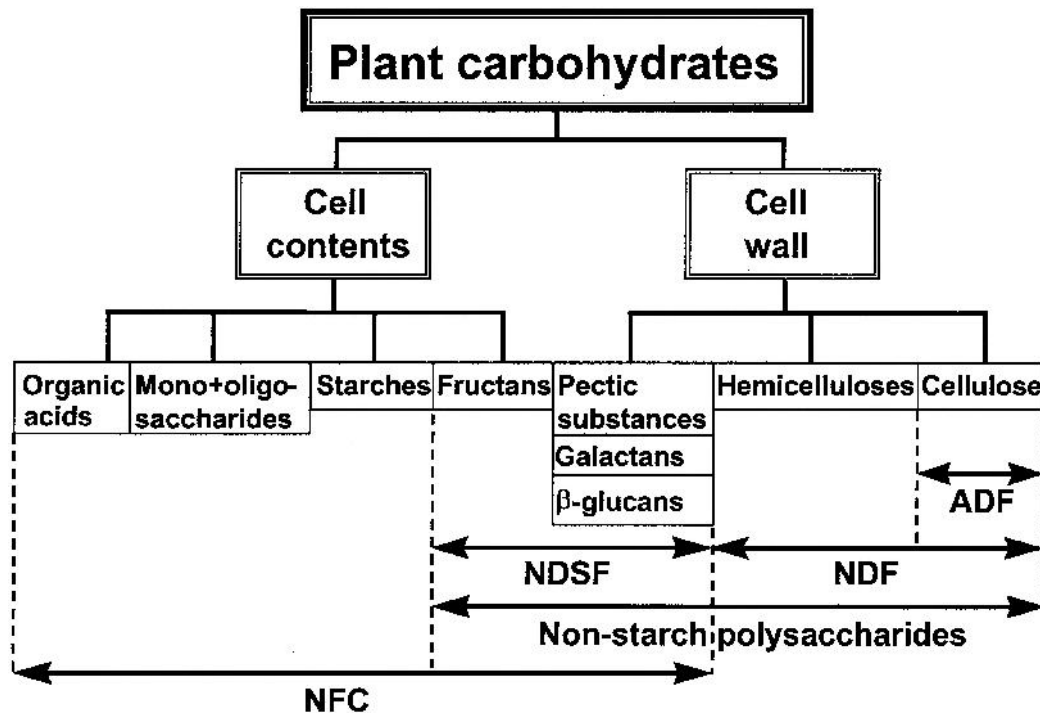 Plant carbohydrates
Cell
contents
Cell
wall
Organic
acids
Mono+oligo-
saccharides
Starches
Fructans
Pectic
substances
Galactans
β-glucans
Hemicelluloses
Cellulose
ADF
NDSF
NDF
Non-starch polysaccharides
NFC